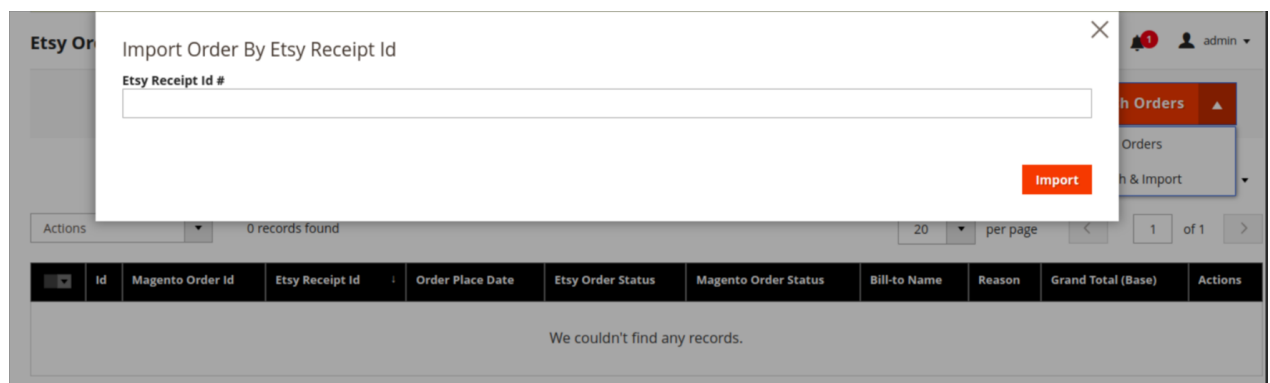 Etsy Or
Import Order By Etsy Receipt Id
1
admin
Etsy Receipt Id #
h Orders
Orders
Import
h & Import
Actions
0 records found
20
per page
1
of 1
Id
Magento Order Id
Etsy Receipt Id
Order Place Date
Etsy Order Status
Magento Order Status
Bill-to Name
Reason
Grand Total (Base)
Actions
We couldn't find any records.